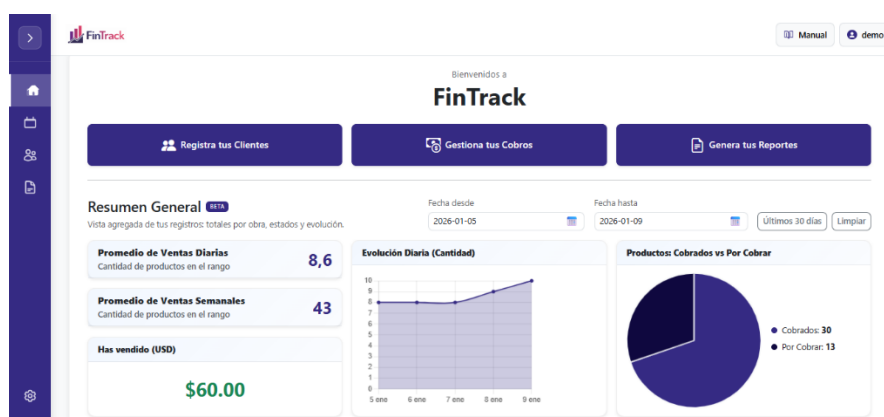 FinTrack
Manual
demo
Bienvenidos a
FinTrack
Registra tus Clientes
Gestiona tus Cobros
Genera tus Reportes
Resumen General BETA
Vista agregada de tus registros: totales por obra, estados y evolución.
Fecha desde
2026-01-05
Fecha hasta
2026-01-09
Últimos 30 días
Limpiar
Promedio de Ventas Diarias
Cantidad de productos en el rango
8,6
Promedio de Ventas Semanales
Cantidad de productos en el rango
43
Has vendido (USD)
$60.00
Evolución Diaria (Cantidad)
10
9
8
7
6
5
4
3
2
1
0
5 ene 6 ene 7 ene 8 ene 9 ene
Productos: Cobrados vs Por Cobrar
Cobrados: 30
Por Cobrar: 13